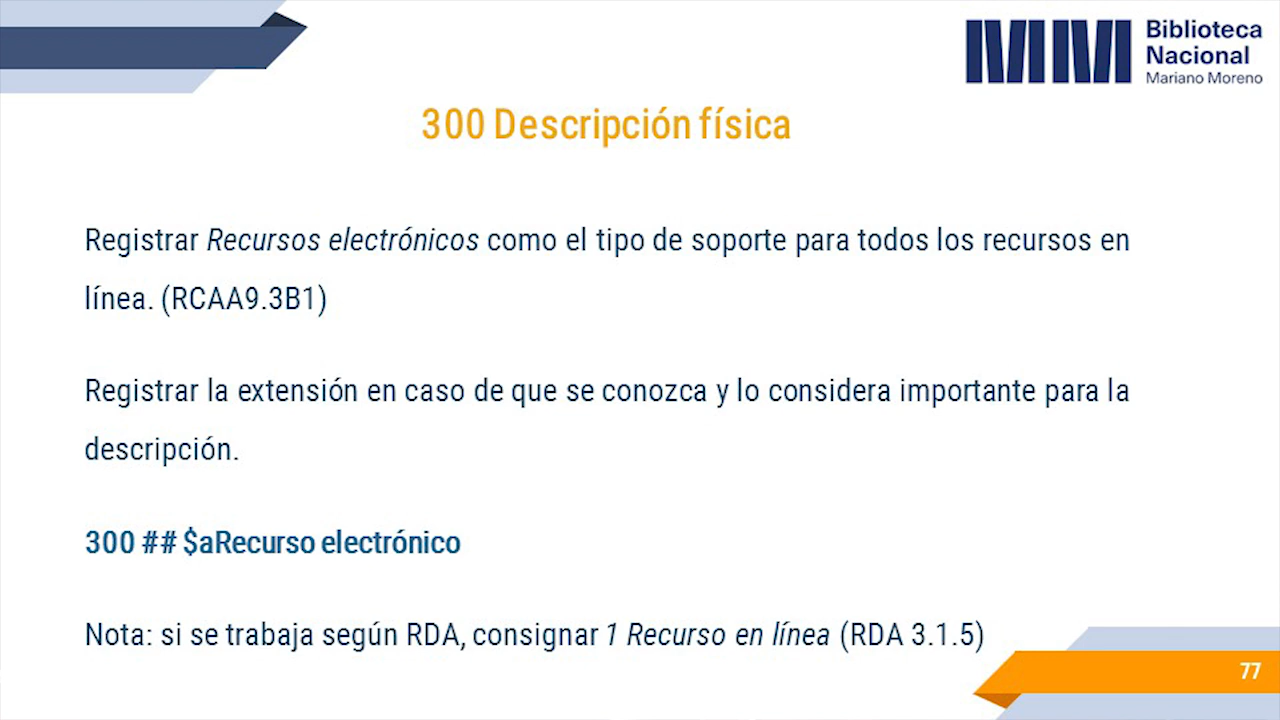 Biblioteca
Nacional
Mariano Moreno
300 Descripción física
Registrar Recursos electrónicos como el tipo de soporte para todos los recursos en
línea. (RCAA9.3B1)
Registrar la extensión en caso de que se conozca y lo considera importante para la
descripción.
300 ## $aRecurso electrónico
Nota: si se trabaja según RDA, consignar 1 Recurso en línea (RDA 3.1.5)
77